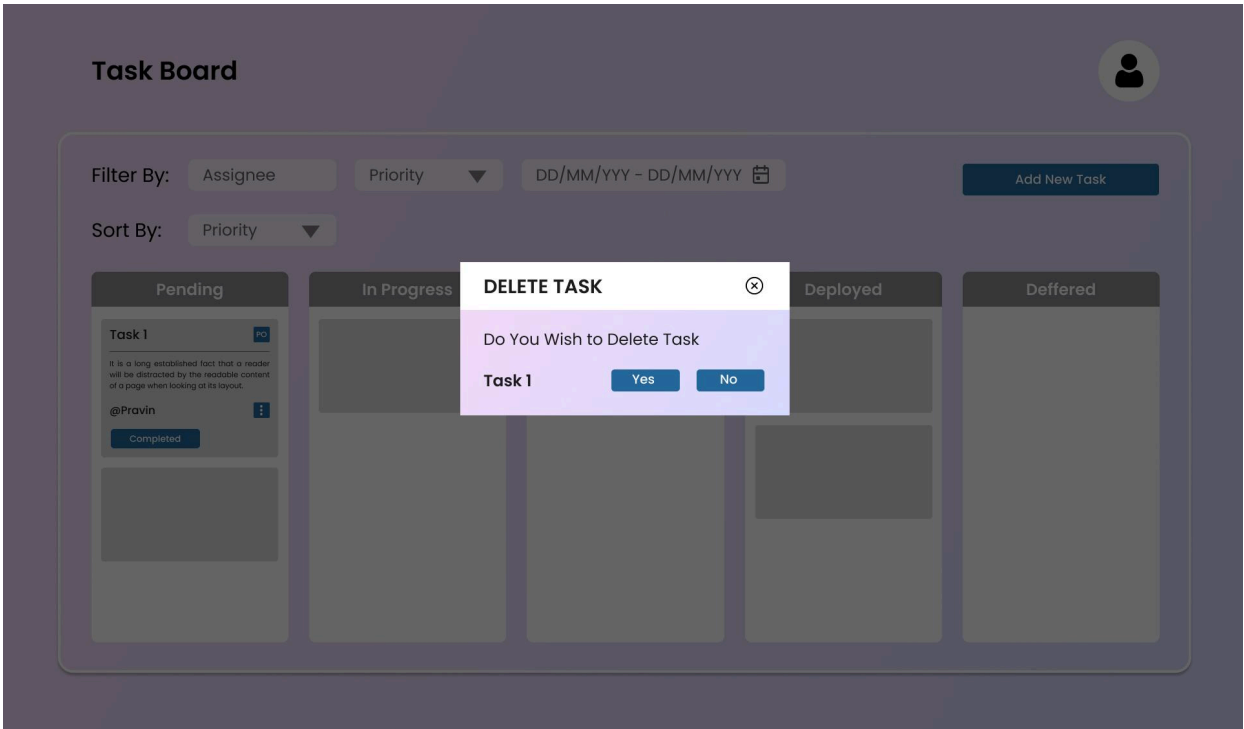 Task Board
Filter By: Assignee Priority DD/MM/YYY - DD/MM/YYY
Add New Task
Sort By: Priority
Pending
In Progress
Deployed
Deffered
DELETE TASK
Do You Wish to Delete Task
Task 1 Yes No
Task 1 PO
It is a long established fact that a reader
will be distracted by the readable content
of a page when looking at its layout.
@Pravin
Completed